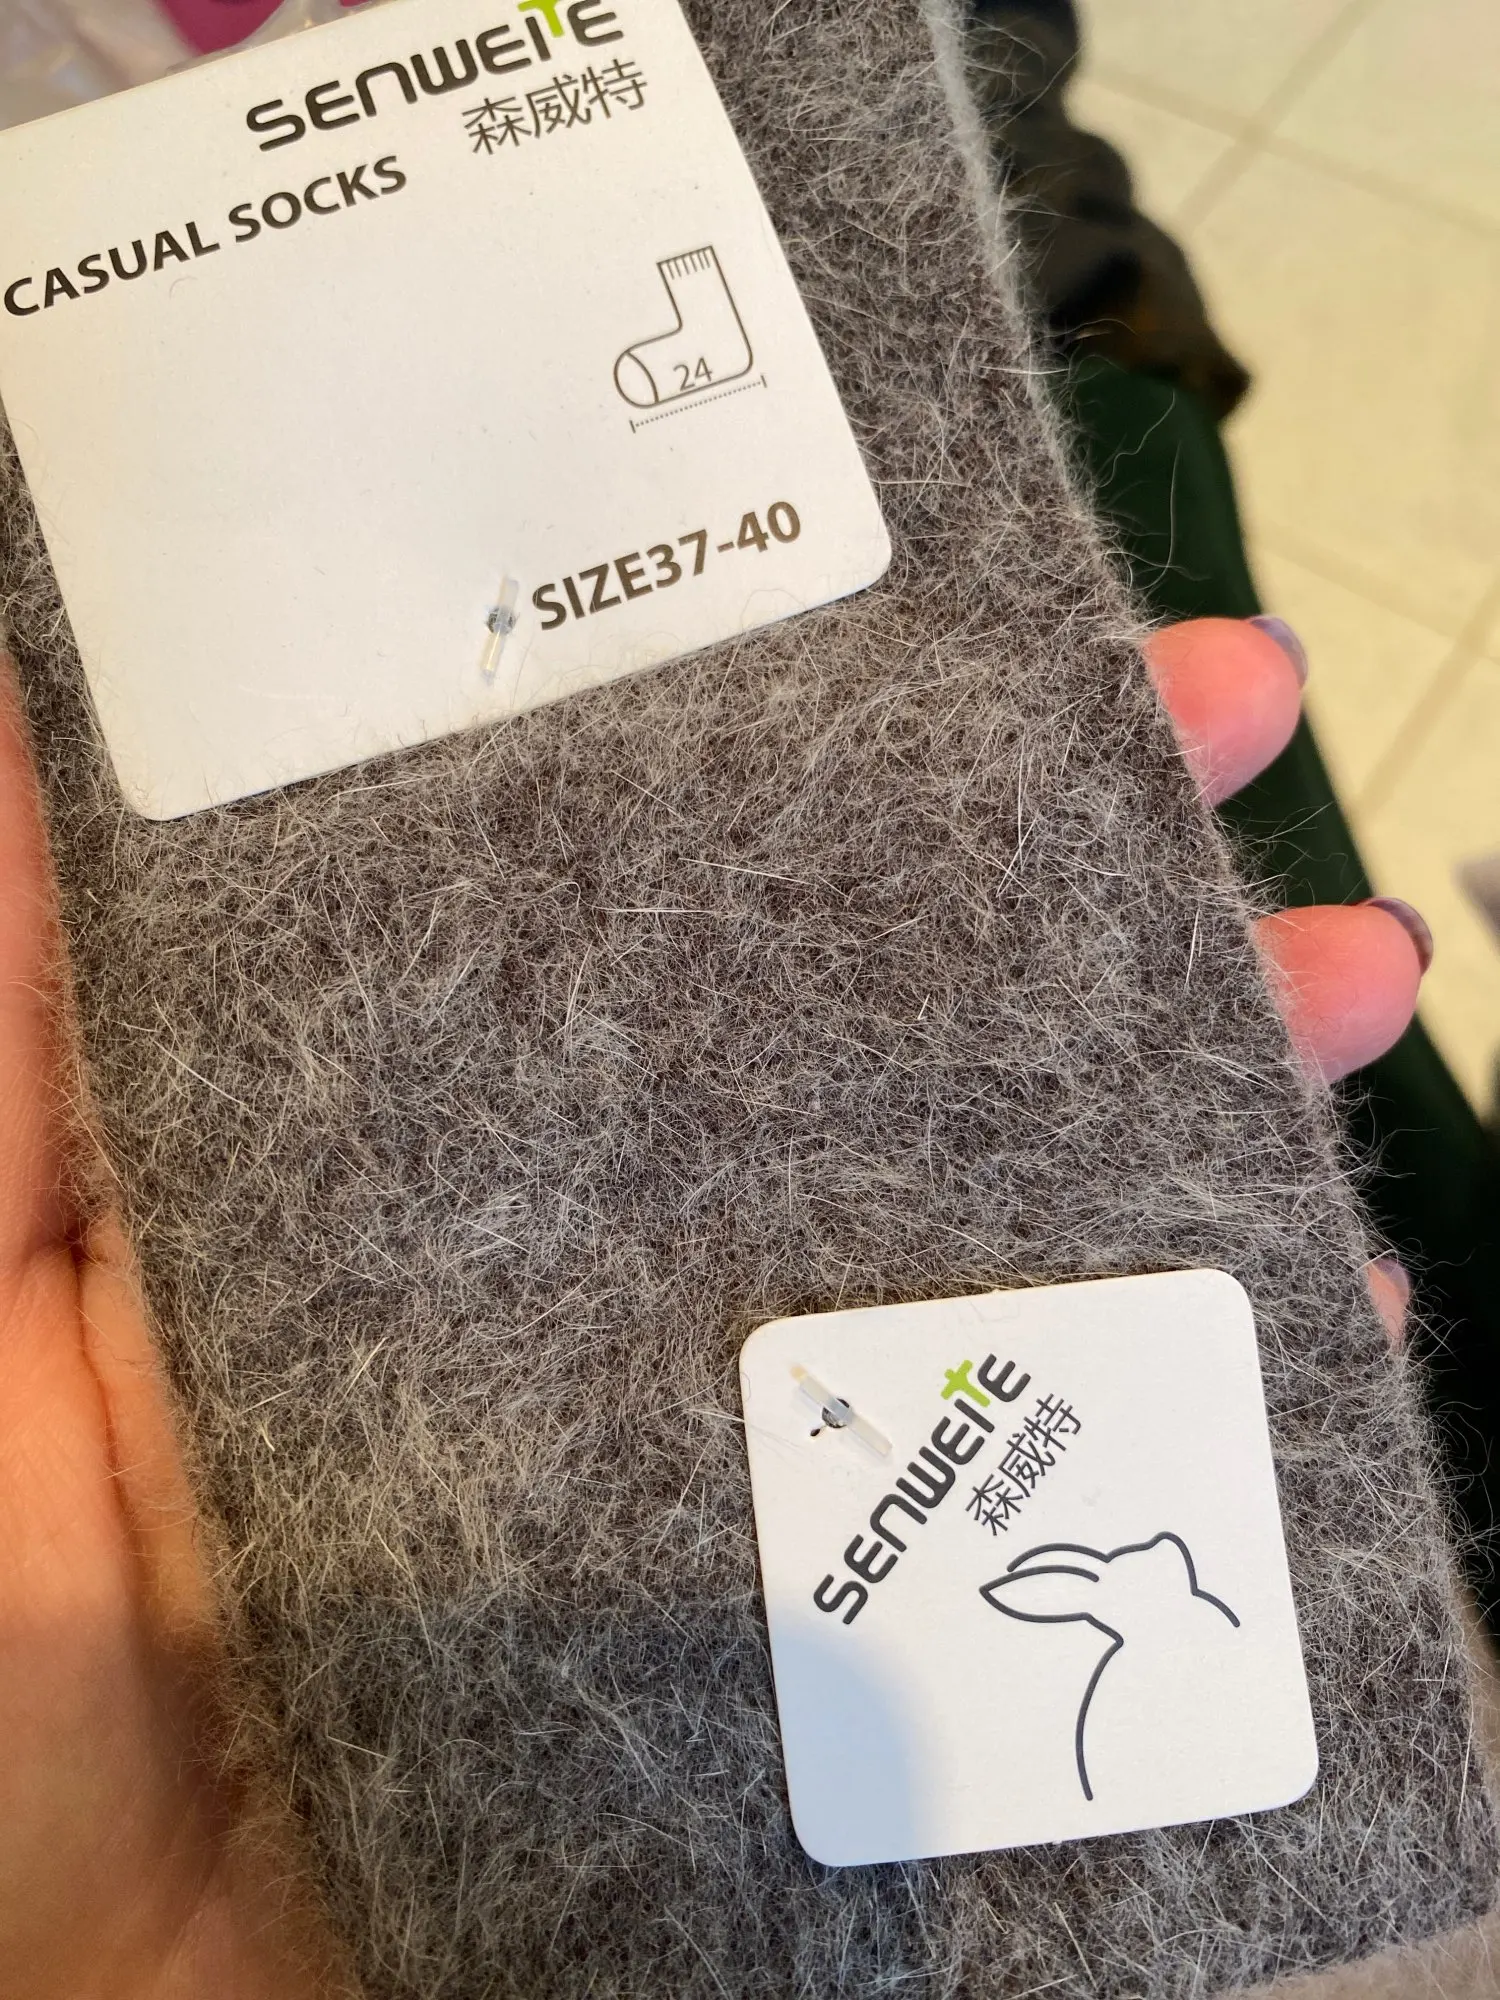 SENWEITE
森威特
CASUAL SOCKS
24
SIZE37-40
SENWEITE
森威特